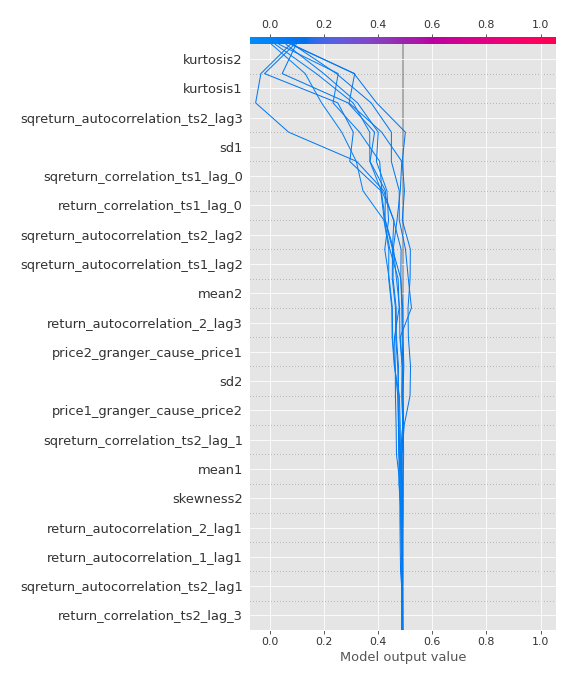 0.0 0.2 0.4 0.6 0.8 1.0
kurtosis2
kurtosis1
sqreturn_autocorrelation_ts2_lag3
sd1
sqreturn_correlation_ts1_lag_0
return_correlation_ts1_lag_0
sqreturn_autocorrelation_ts2_lag2
sqreturn_autocorrelation_ts1_lag2
mean2
return_autocorrelation_2_lag3
price2_granger_cause_price1
sd2
price1_granger_cause_price2
sqreturn_correlation_ts2_lag_1
mean1
skewness2
return_autocorrelation_2_lag1
return_autocorrelation_1_lag1
sqreturn_autocorrelation_ts2_lag1
return_correlation_ts2_lag_3
0.0 0.2 0.4 0.6 0.8 1.0
Model output value